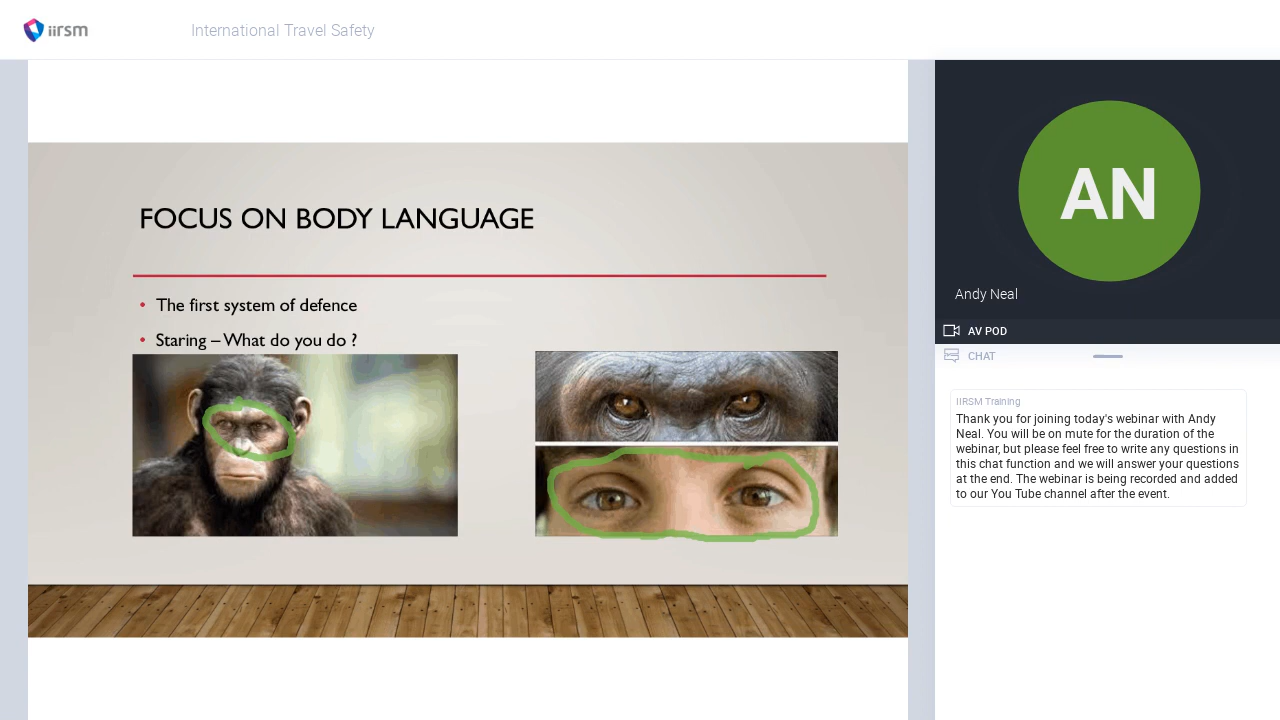 iirsm
International Travel Safety
FOCUS ON BODY LANGUAGE
• The first system of defence
• Staring – What do you do ?
AN
Andy Neal
AV POD
CHAT
IIRSM Training
Thank you for joining today's webinar with Andy
Neal. You will be on mute for the duration of the
webinar, but please feel free to write any questions in
this chat function and we will answer your questions
at the end. The webinar is being recorded and added
to our You Tube channel after the event.